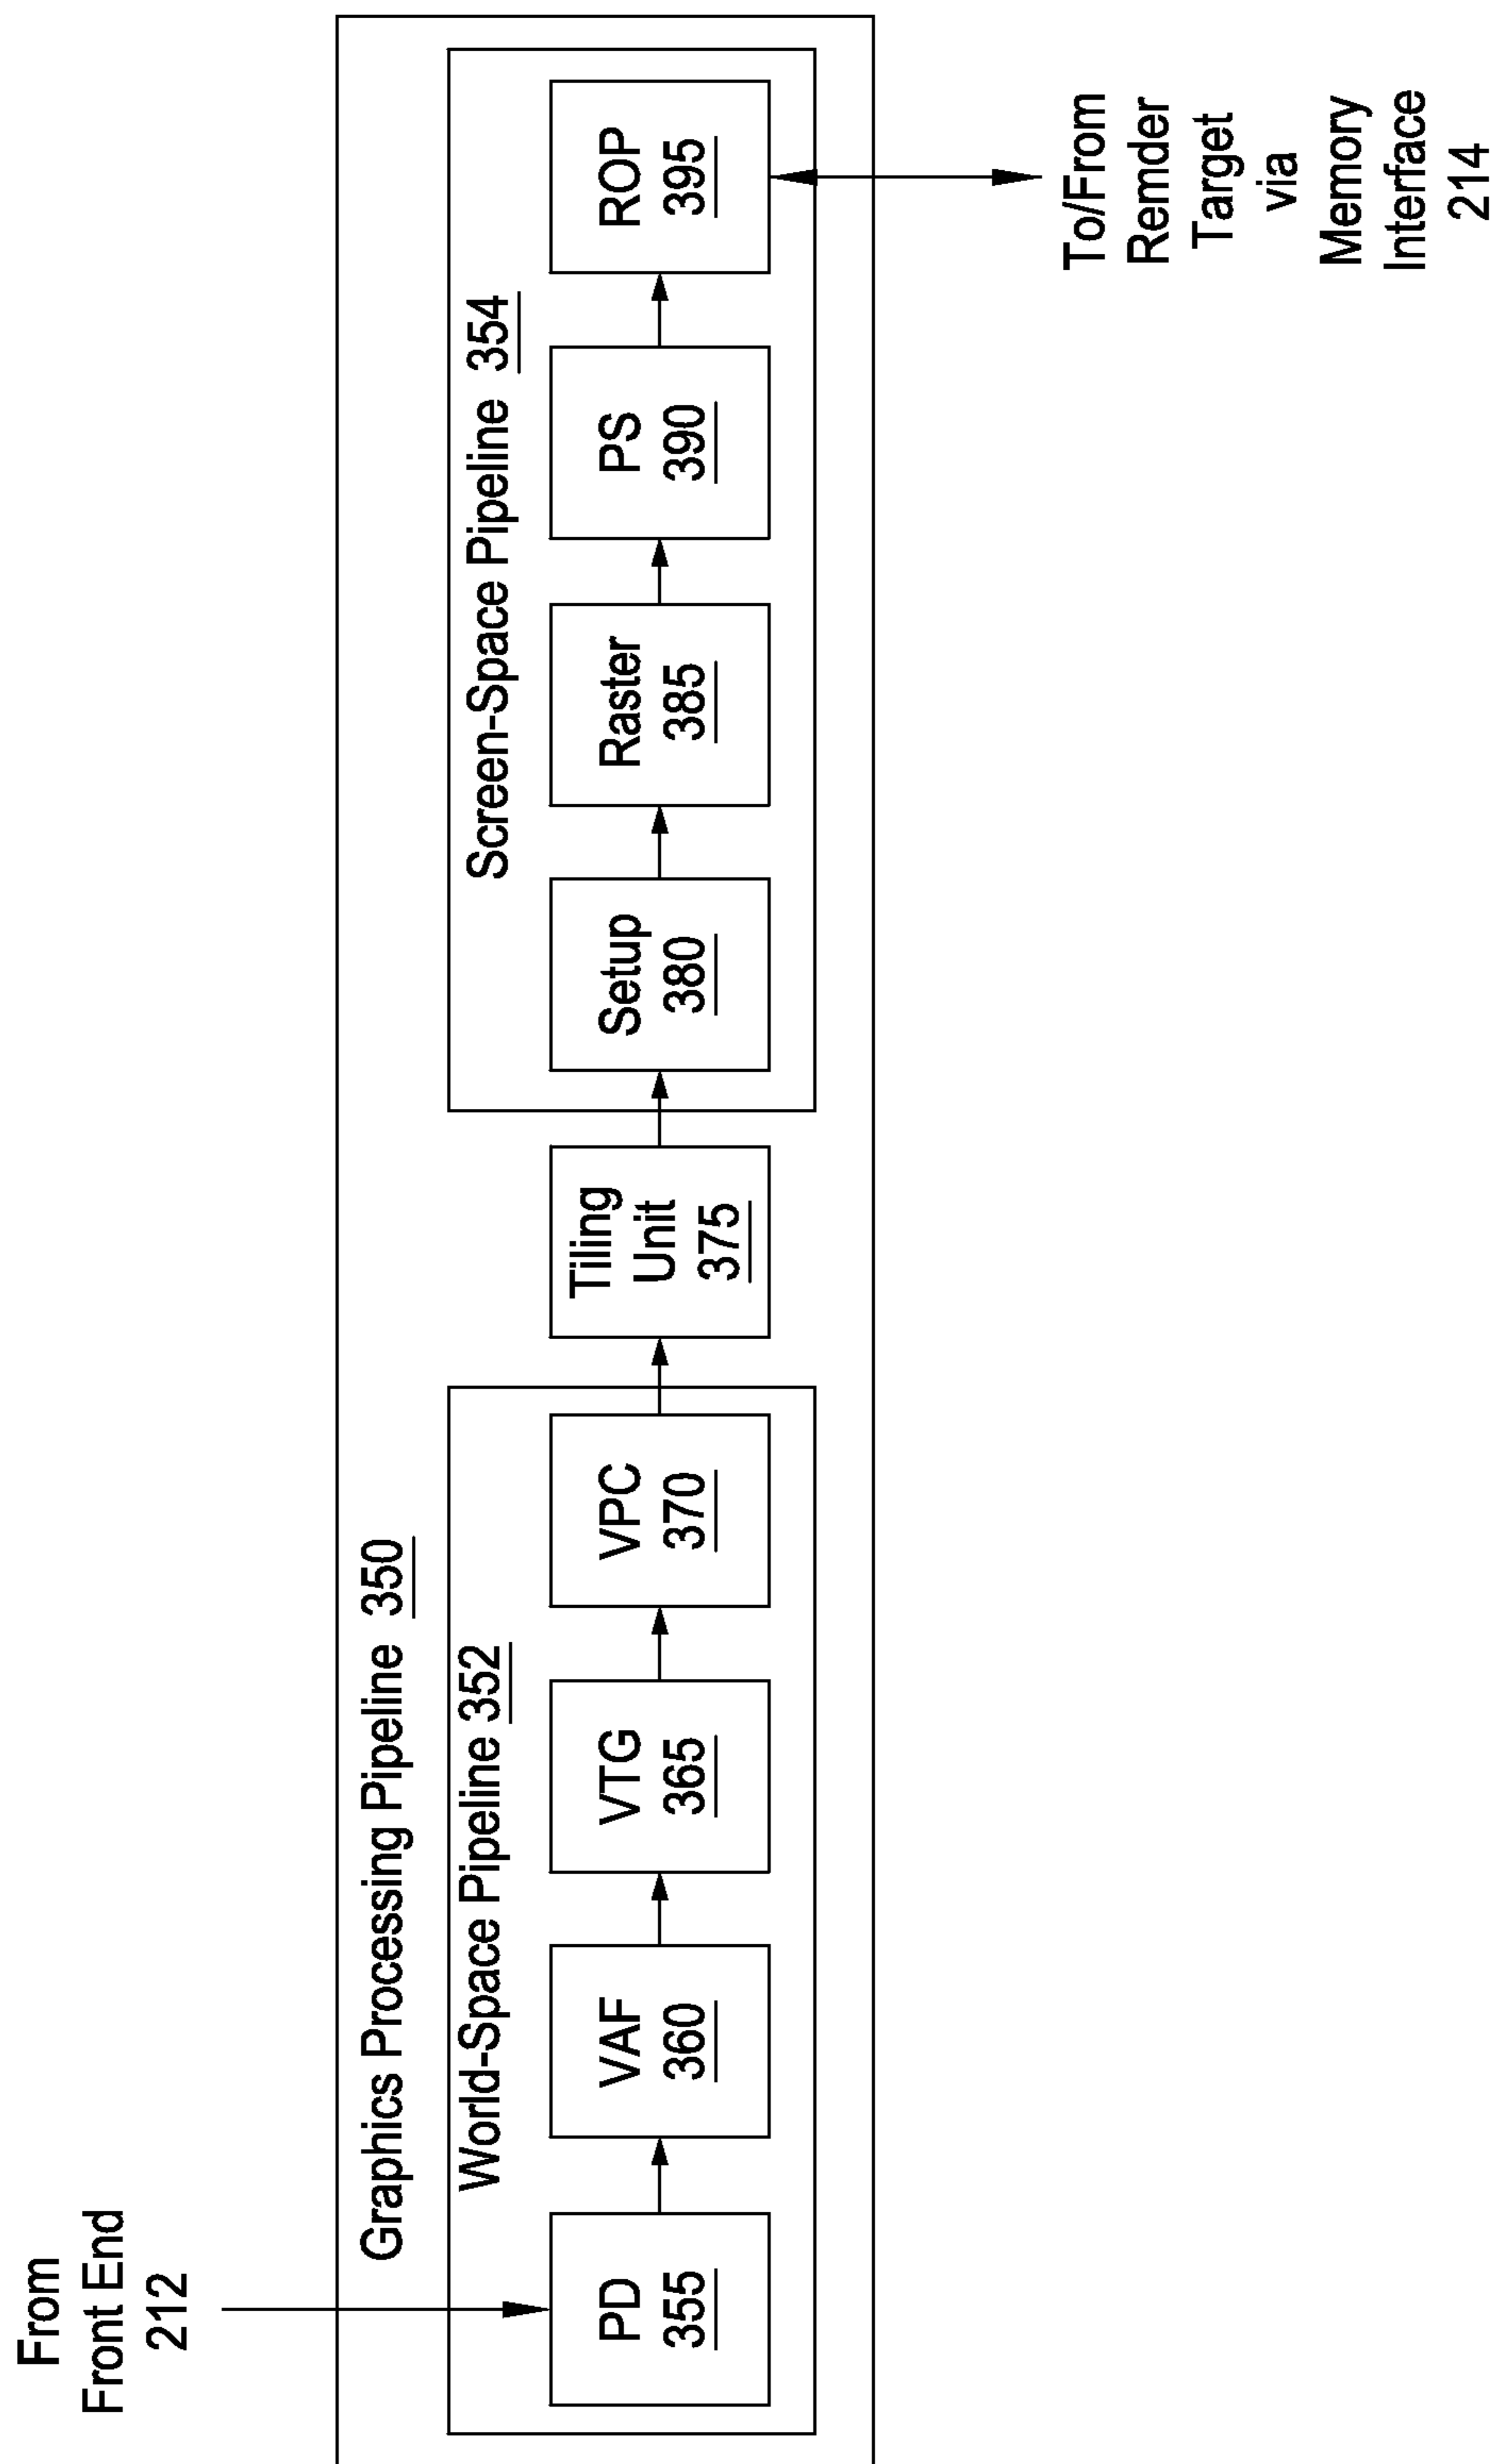 From
Front End
212
Graphics Processing Pipeline 350
World-Space Pipeline 352
PD
355
VAF
360
VTG
365
VPC
370
Tiling
Unit
375
Screen-Space Pipeline 354
Setup
380
Raster
385
PS
390
ROP
395
To/From
Remder
Target
via
Memory
Interface
214